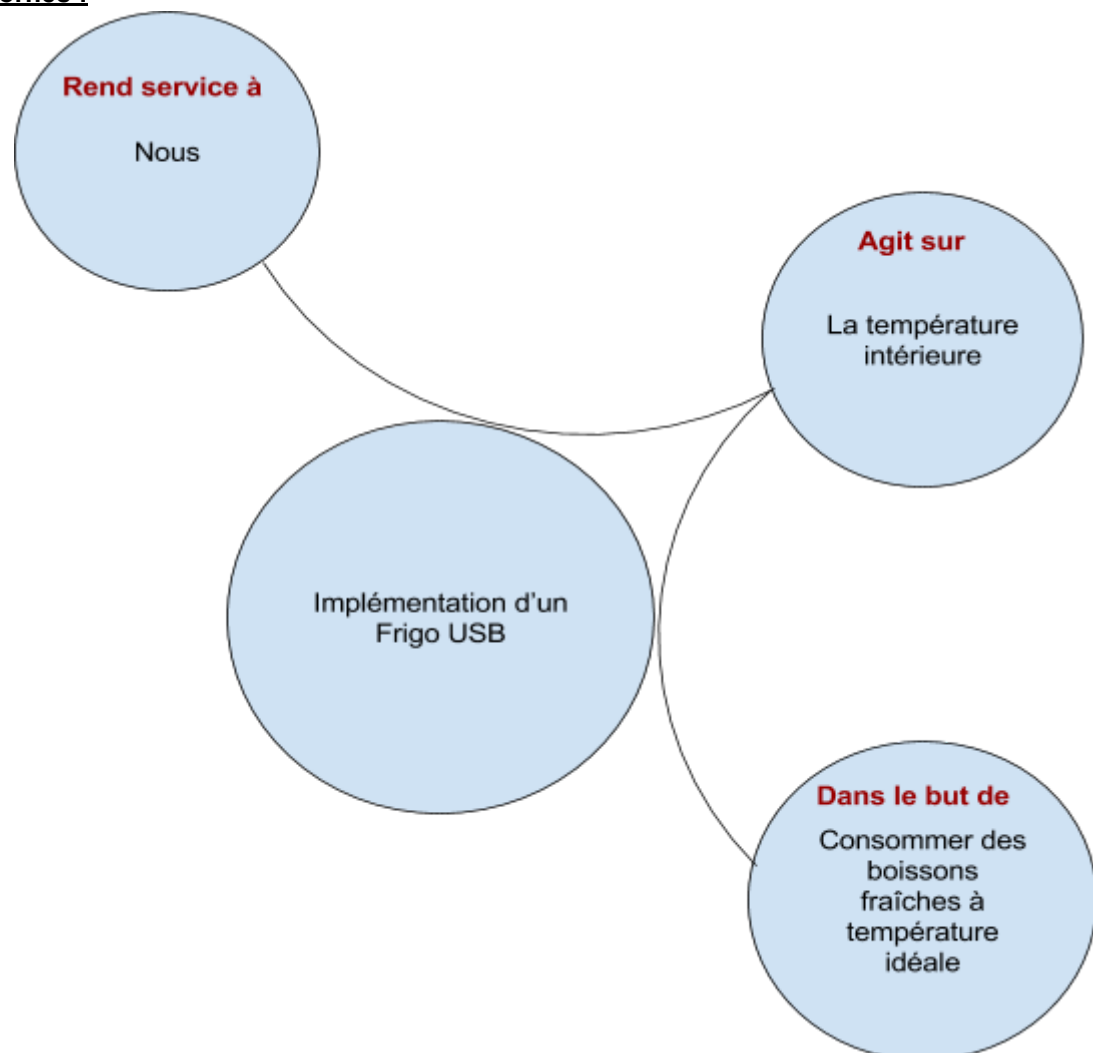 Rend service à
Nous
Agit sur
La température
intérieure
Implémentation d'un
Frigo USB
Dans le but de
Consommer des
boissons
fraîches à
température
idéale